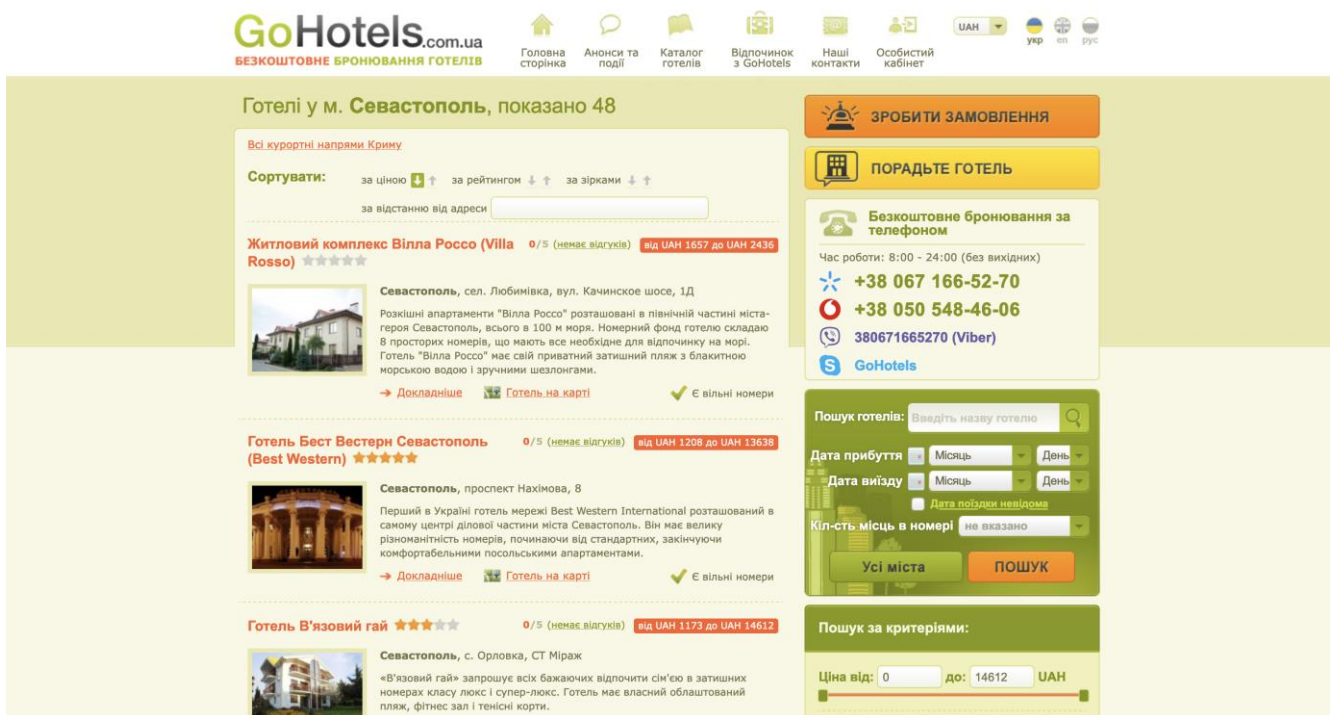 GoHotels.com.ua
БЕЗКОШТОВНЕ БРОНЮВАННЯ ГОТЕЛІВ
Головна
сторінка
Анонси та
події
Каталог
готелів
Відпочинок
з GoHotels
Наші
контакти
Особистий
кабінет
UAH
укр en рус
Готелі у м. Севастополь, показано 48
Всі курортні напрями Криму
Сортувати: за ціною за рейтингом за зірками
за відстанню від адреси
Житловий комплекс Вілла Россо (Villa
Rosso)
0/5 (немає відгуків) від UAH 1657 до UAH 2436
Севастополь, сел. Любимівка, вул. Качинское шосе, 1Д
Розкішні апартаменти "Вілла Россо" розташовані в північній частині міста-
героя Севастополь, всього в 100 м моря. Номерний фонд готелю складаю
8 просторих номерів, що мають все необхідне для відпочинку на морі.
Готель "Вілла Россо" має свій приватний затишний пляж з блакитною
морською водою і зручними шезлонгами.
Докладніше Готель на карті Є вільні номери
Готель Бест Вестерн Севастополь
(Best Western)
0/5 (немає відгуків) від UAH 1208 до UAH 13638
Севастополь, проспект Нахімова, 8
Перший в Україні готель мережі Best Western International розташований в
самому центрі ділової частини міста Севастополь. Він має велику
різноманітність номерів, починаючи від стандартних, закінчуючи
комфортабельними посольськими апартаментами.
Докладніше Готель на карті Є вільні номери
Готель В'язовий гай
0/5 (немає відгуків) від UAH 1173 до UAH 14612
Севастополь, с. Орловка, СТ Міраж
«В'язовий гай» запрошує всіх бажаючих відпочити сім'єю в затишних
номерах класу люкс і супер-люкс. Готель має власний облаштований
пляж, фітнес зал і тенісні корти.
ЗРОБИТИ ЗАМОВЛЕННЯ
ПОРАДЬТЕ ГОТЕЛЬ
Безкоштовне бронювання за
телефоном
Час роботи: 8:00 - 24:00 (без вихідних)
+38 067 166-52-70
+38 050 548-46-06
380671665270 (Viber)
GoHotels
Пошук готелів: Введіть назву готелю
Дата прибуття Місяць День
Дата виїзду Місяць День
Дата поїздки невідома
Кіл-сть місць в номері не вказано
Усі міста ПОШУК
Пошук за критеріями:
Ціна від: 0 до: 14612 UAH